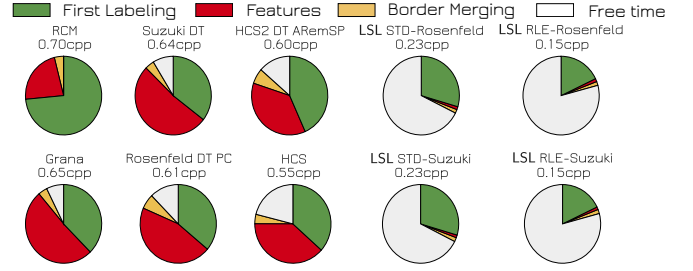 First Labeling Features Border Merging Free time
RCM Suzuki DT HCS2 DT ARemSP LSL STD-Rosenfeld LSL RLE-Rosenfeld
0.70cpp 0.64cpp 0.60cpp 0.23cpp 0.15cpp
Grana Rosenfeld DT PC HCS LSL STD-Suzuki LSL RLE-Suzuki
0.65cpp 0.61cpp 0.55cpp 0.23cpp 0.15cpp